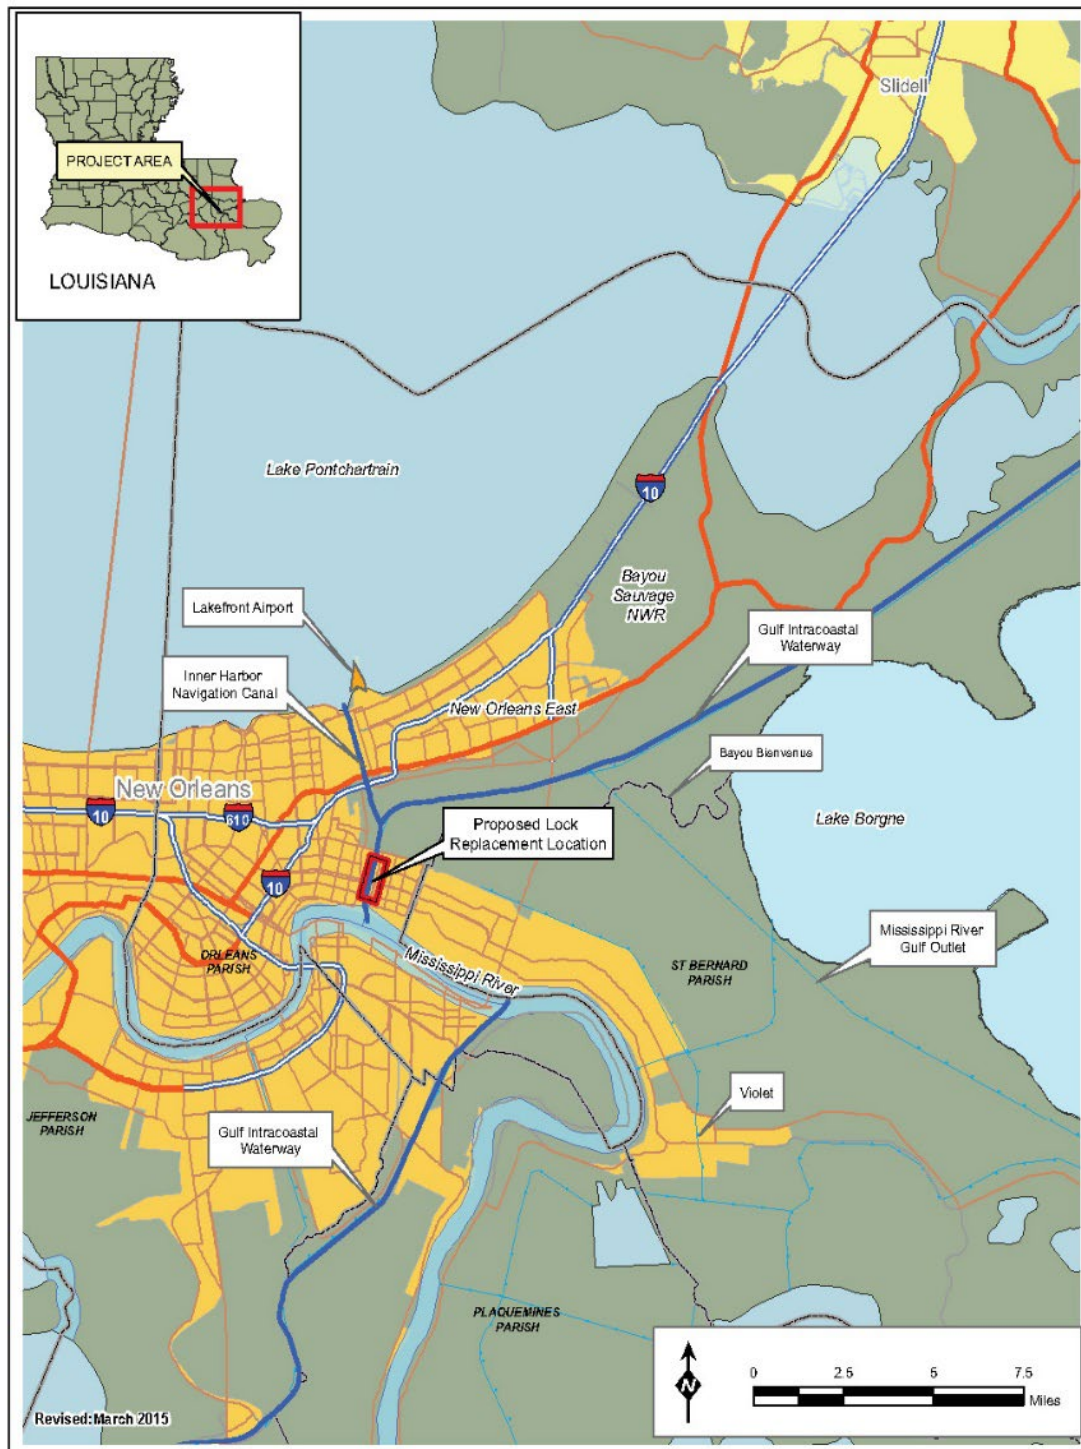 PROJECT AREA
LOUISIANA
Slidell
Lake Pontchartrain
10
Bayou
Sauvage
NWR
Lakefront Airport
Gulf Intracoastal
Waterway
Inner Harbor
Navigation Canal
New Orleans East
Bayou Bienvenue
New Orleans
10
610
Proposed Lock
Replacement Location
Lake Borgne
10
Mississippi River
Gulf Outlet
ORLEANS
PARISH
Mississippi River
ST BERNARD
PARISH
Violet
JEFFERSON
PARISH
Gulf Intracoastal
Waterway
PLAQUEMINES
PARISH
N
0 2.5 5 7.5
Miles
Revised:March 2015